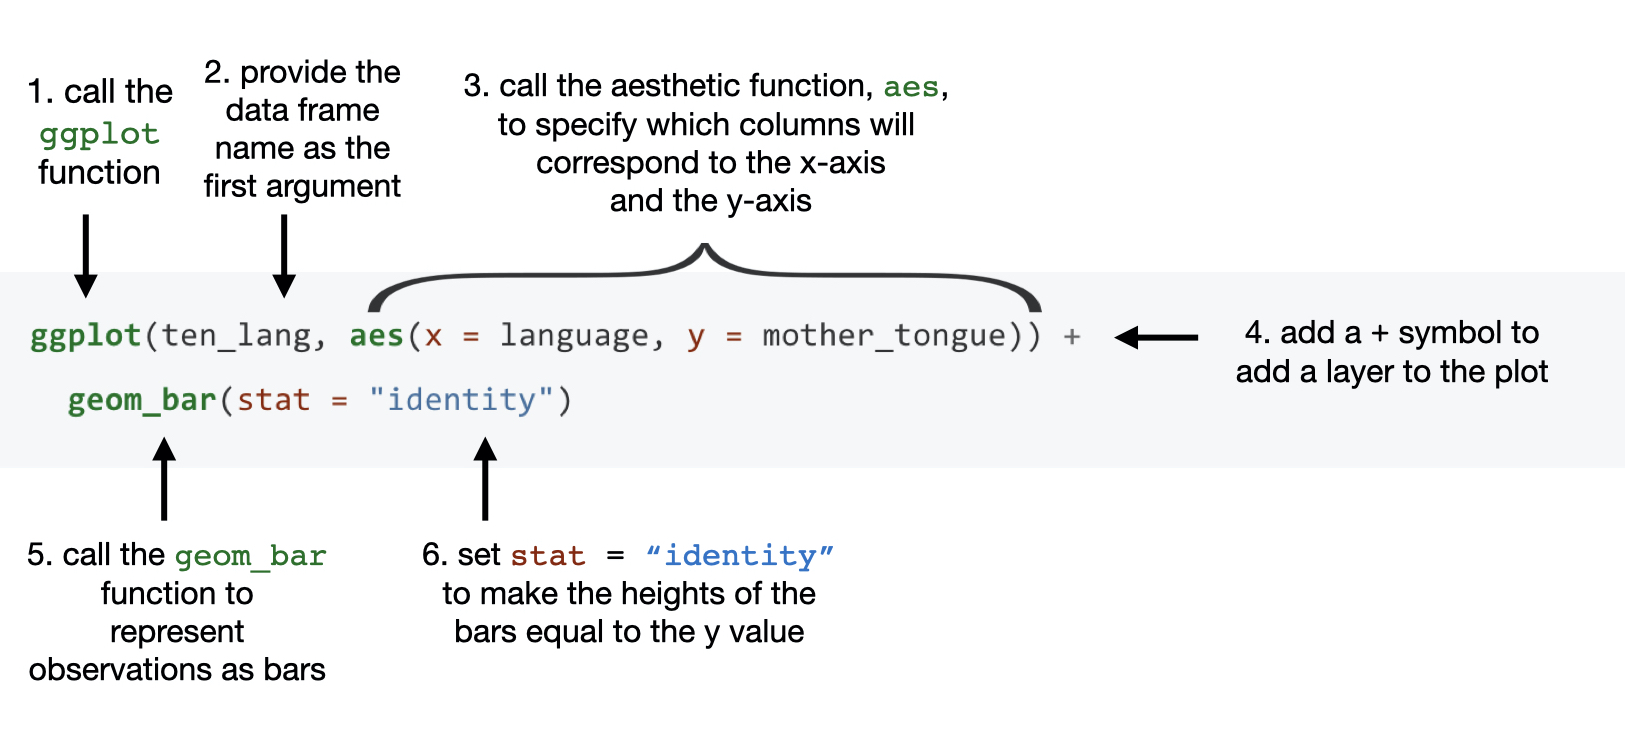 1. call the
ggplot
function
2. provide the
data frame
name as the
first argument
3. call the aesthetic function, aes,
to specify which columns will
correspond to the x-axis
and the y-axis
ggplot(ten_lang, aes(x = language, y = mother_tongue)) +
geom_bar(stat = "identity")
4. add a + symbol to
add a layer to the plot
5. call the geom_bar
function to
represent
observations as bars
6. set stat = “identity”
to make the heights of the
bars equal to the y value